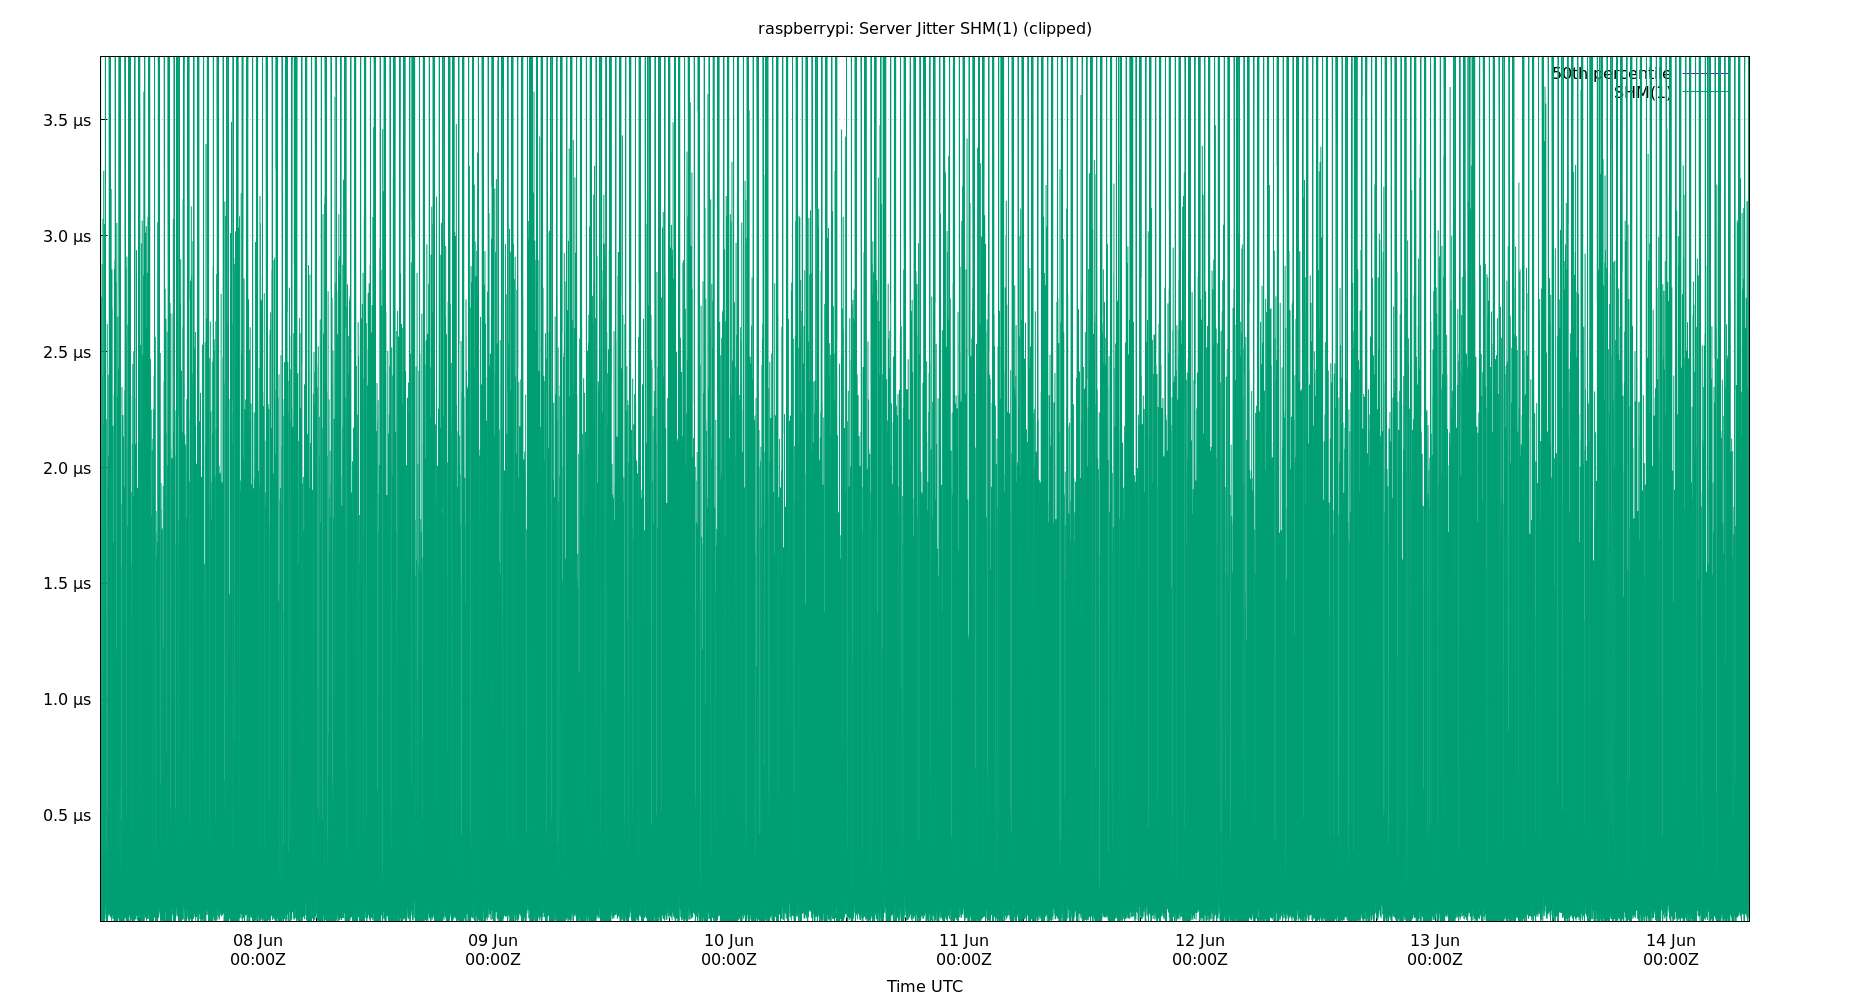 raspberrypi: Server Jitter SHM(1) (clipped)
50th percentile
SHM(1)
3.5 µs
3.0 µs
2.5 µs
2.0 µs
1.5 µs
1.0 µs
0.5 µs
08 Jun 09 Jun 10 Jun 11 Jun 12 Jun 13 Jun 14 Jun
00:00Z 00:00Z 00:00Z 00:00Z 00:00Z 00:00Z 00:00Z
Time UTC